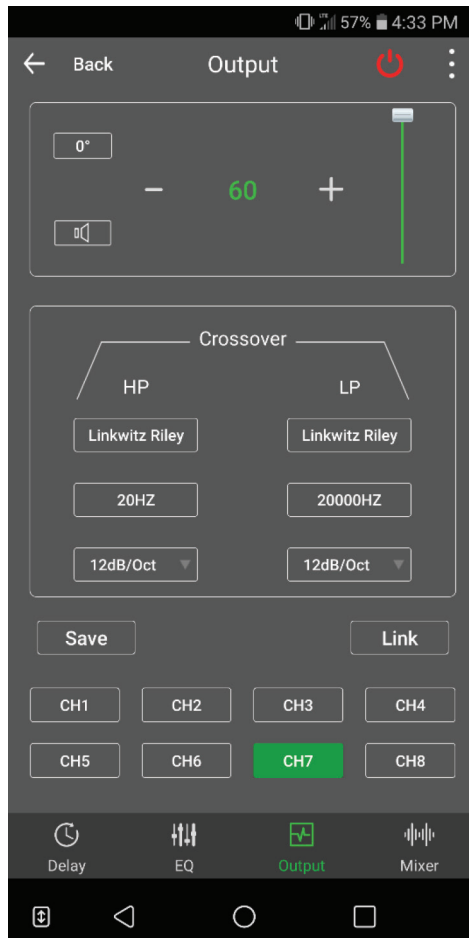 LTE 57% 4:33 PM
← Back Output
0°
− 60 +
Crossover
HP LP
Linkwitz Riley Linkwitz Riley
20HZ 20000HZ
12dB/Oct 12dB/Oct
Save Link
CH1 CH2 CH3 CH4
CH5 CH6 CH7 CH8
Delay EQ Output Mixer